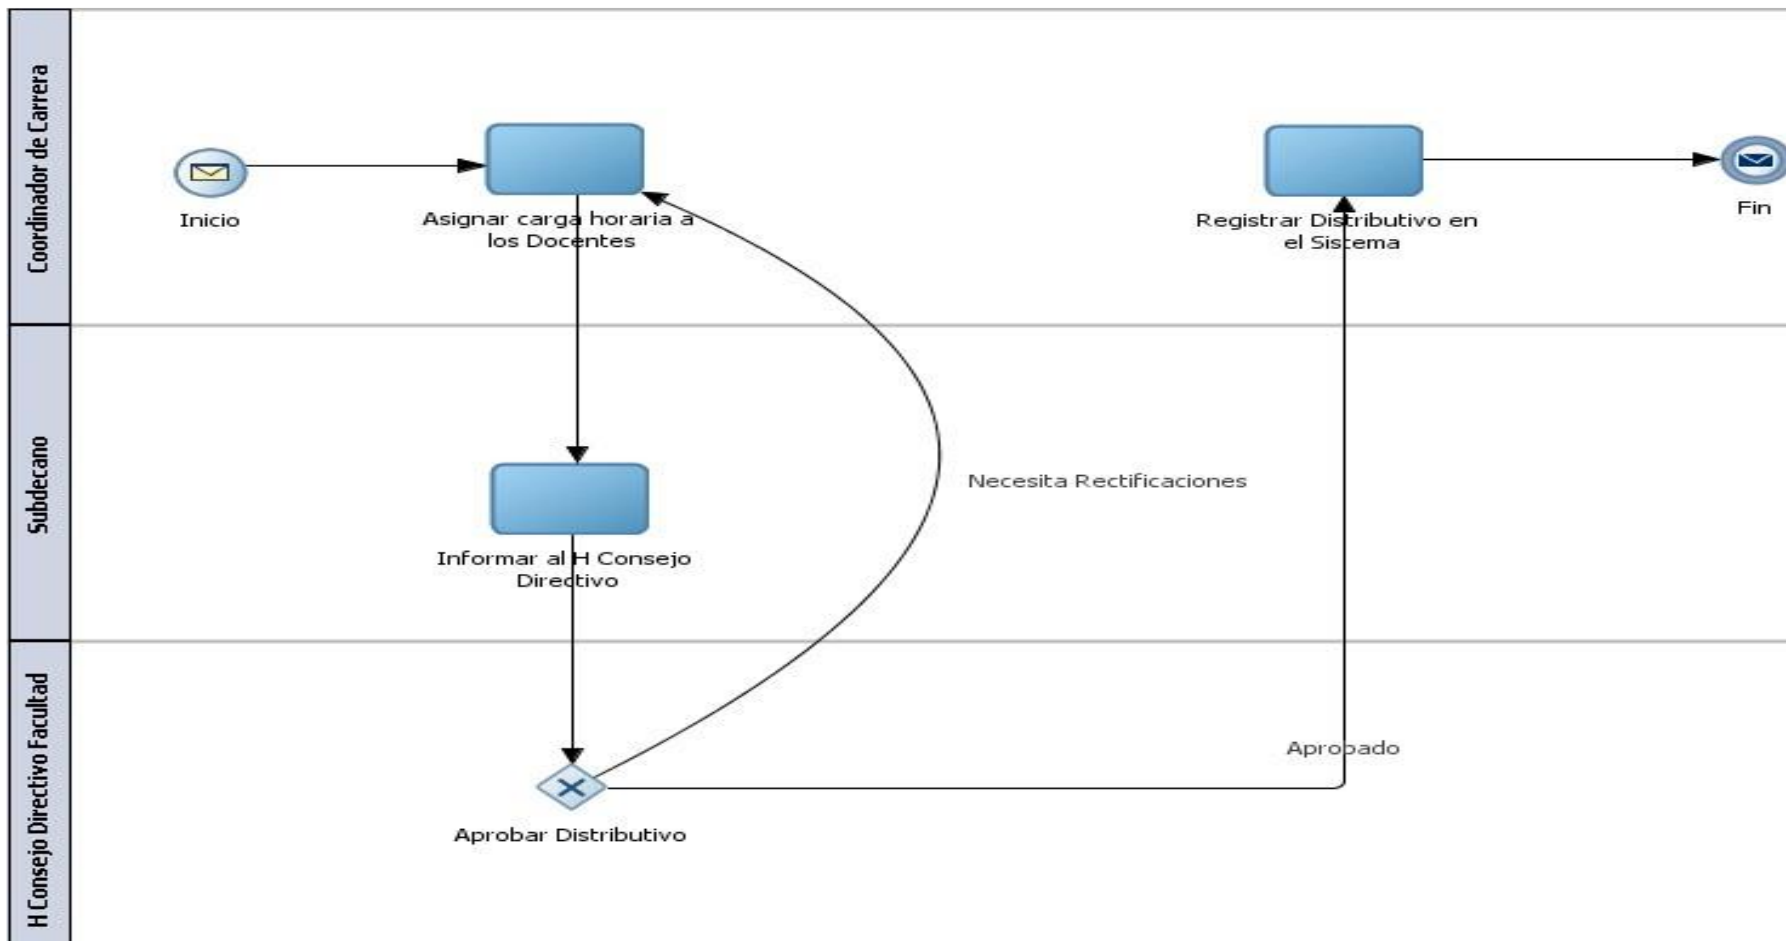 Coordinador de Carrera
Inicio
Asignar carga horaria a
los Docentes
Registrar Distributivo en
el Sistema
Fin
Subdecano
Informar al H Consejo
Directivo
Necesita Rectificaciones
H Consejo Directivo Facultad
Aprobado
Aprobar Distributivo